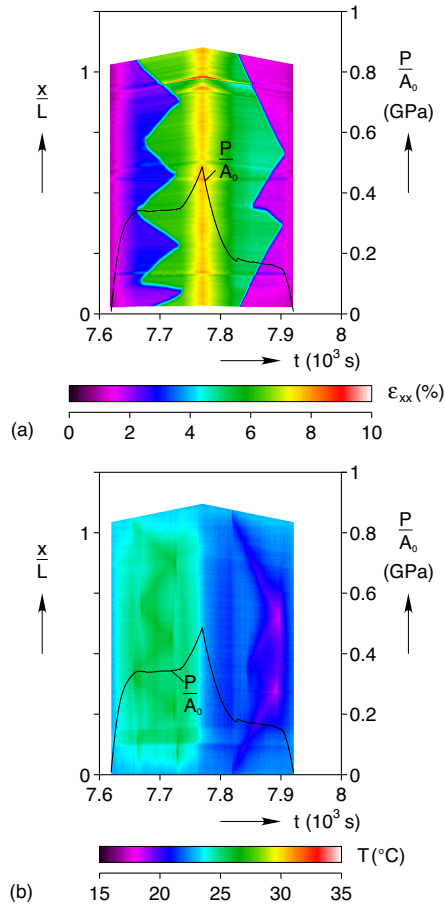 x/L
P/A₀
(GPa)
1
0
1
0.8
0.6
0.4
0.2
0
P/A₀
7.6 7.7 7.8 7.9 8
t (10³ s)
0 2 4 6 8 10
εxx (%)
(a)
x/L
P/A₀
(GPa)
1
0
1
0.8
0.6
0.4
0.2
0
P/A₀
7.6 7.7 7.8 7.9 8
t (10³ s)
15 20 25 30 35
T (°C)
(b)